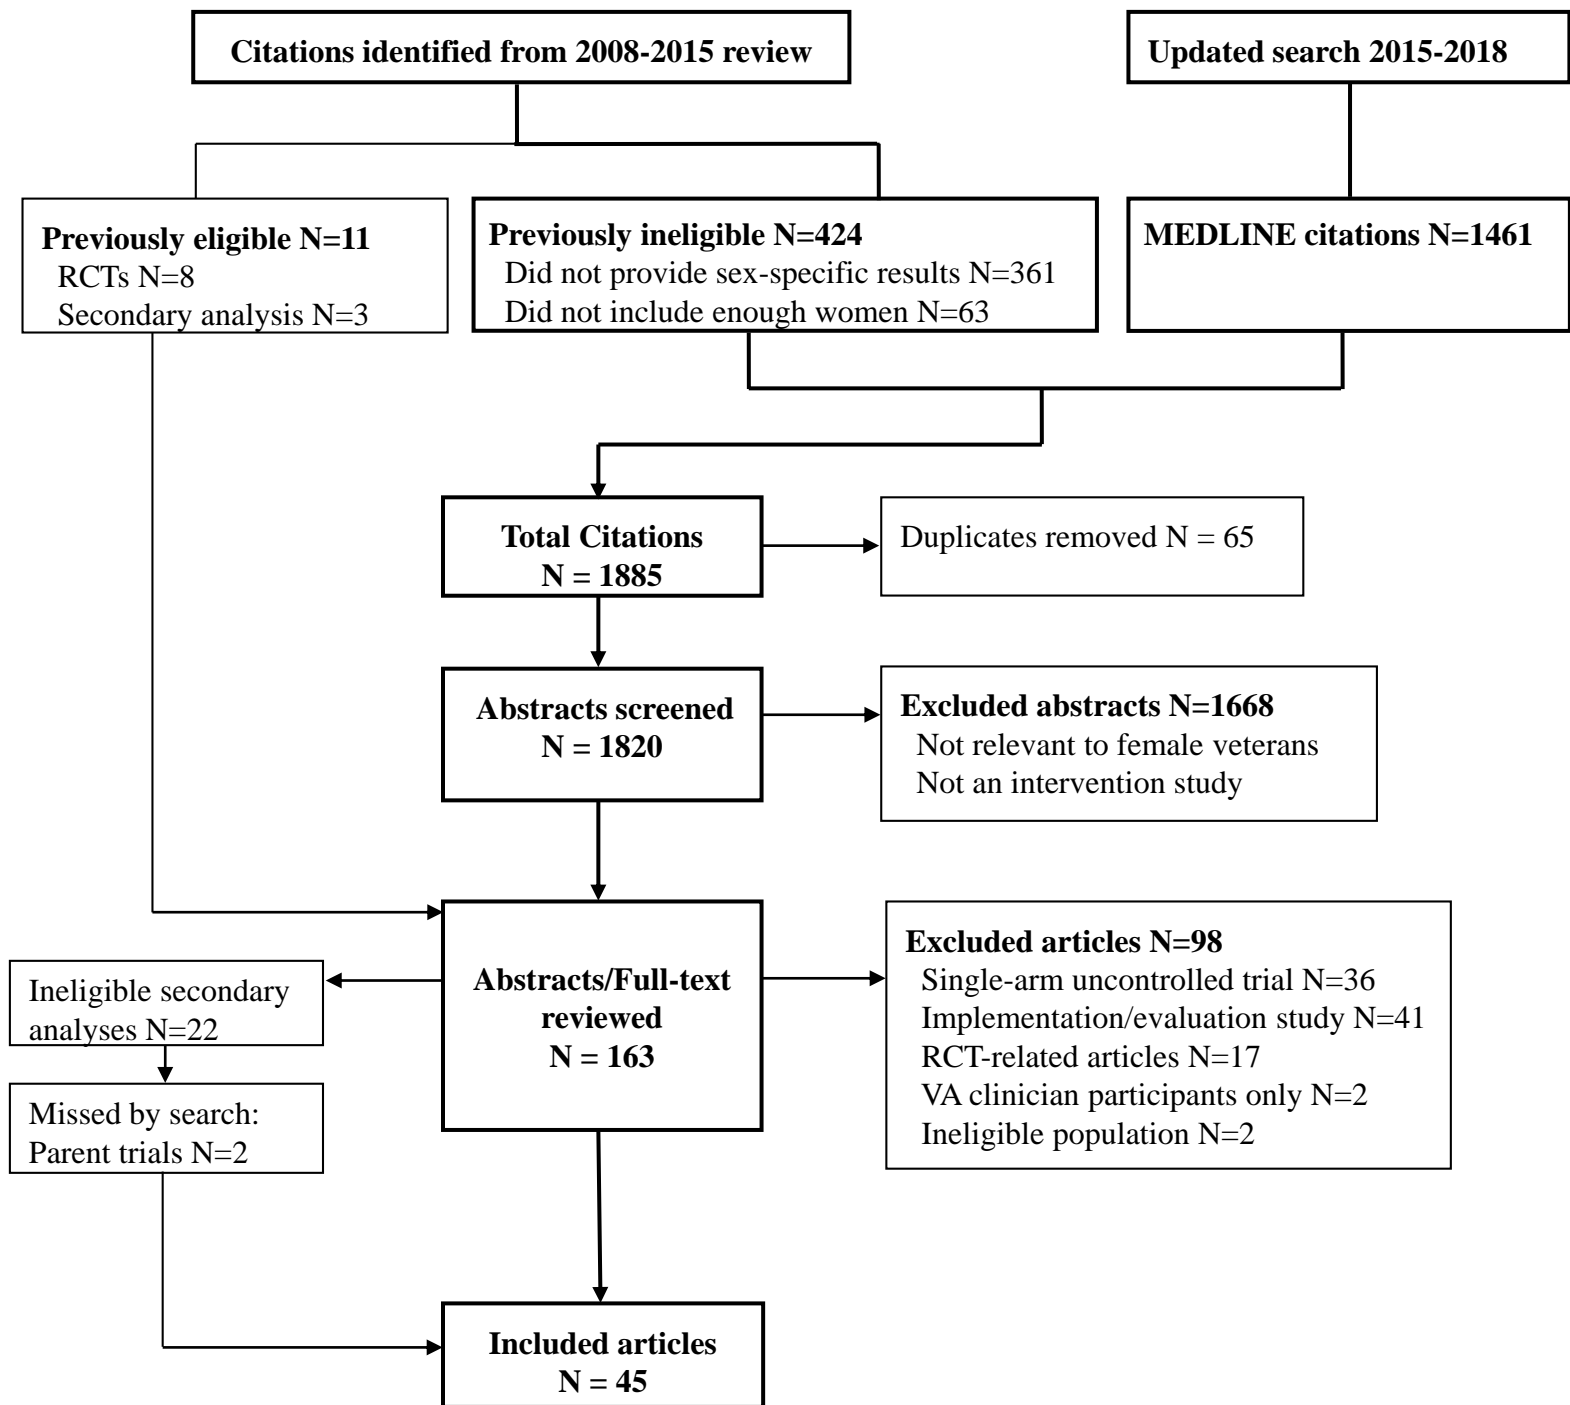 Citations identified from 2008-2015 review
Updated search 2015-2018
Previously eligible N=11
RCTs N=8
Secondary analysis N=3
Previously ineligible N=424
Did not provide sex-specific results N=361
Did not include enough women N=63
MEDLINE citations N=1461
Total Citations
N = 1885
Duplicates removed N = 65
Abstracts screened
N = 1820
Excluded abstracts N=1668
Not relevant to female veterans
Not an intervention study
Abstracts/Full-text
reviewed
N = 163
Excluded articles N=98
Single-arm uncontrolled trial N=36
Implementation/evaluation study N=41
RCT-related articles N=17
VA clinician participants only N=2
Ineligible population N=2
Ineligible secondary
analyses N=22
Missed by search:
Parent trials N=2
Included articles
N = 45